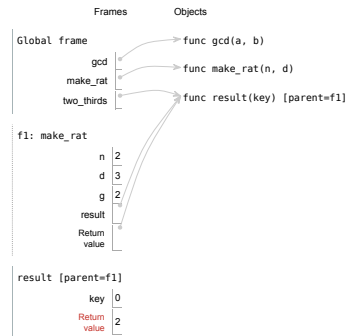 Frames Objects
Global frame func gcd(a, b)
gcd
make_rat func make_rat(n, d)
two_thirds func result(key) [parent=f1]
f1: make_rat
n 2
d 3
g 2
result
Return
value
result [parent=f1]
key 0
Return
value 2